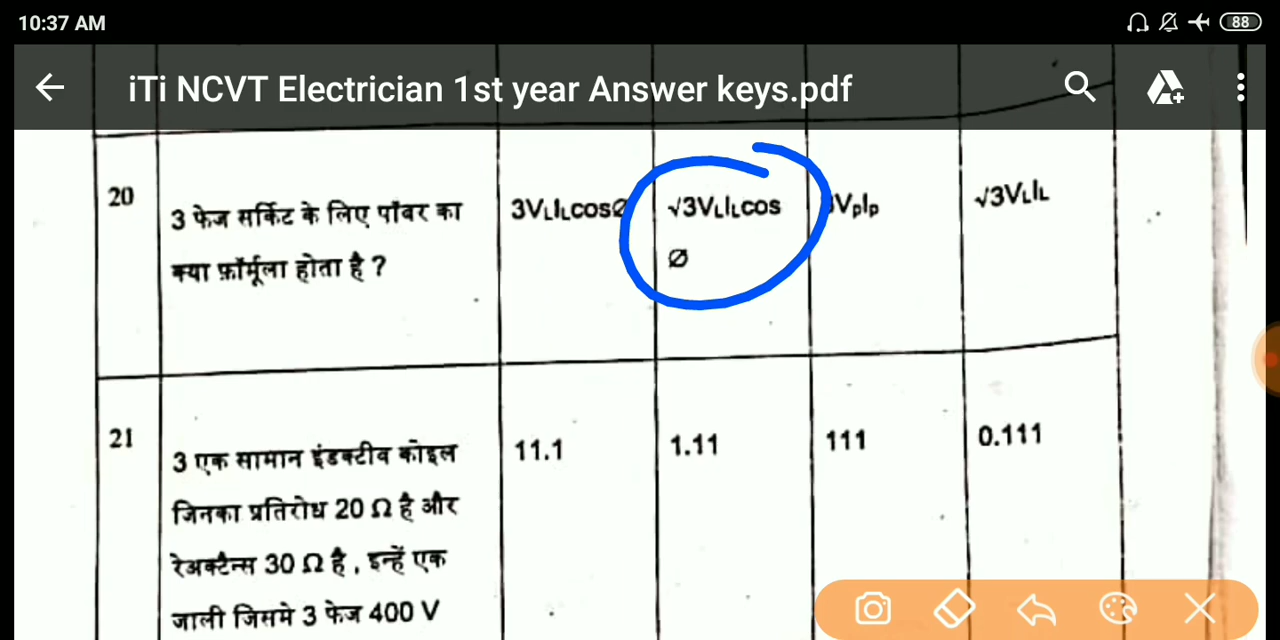 10:37 AM
88
iTi NCVT Electrician 1st year Answer keys.pdf
20
3 फेज सर्किट के लिए पॉवर का
क्या फ़ॉर्मूला होता है ?
3VLILcosØ
√3VLILcos
Ø
VpIp
√3VLIL
21
3 एक सामान इंडक्टीव कोइल
जिनका प्रतिरोध 20 Ω है और
रेअक्टैन्स 30 Ω है , इन्हें एक
जाली जिसमे 3 फेज 400 V
11.1
1.11
111
0.111